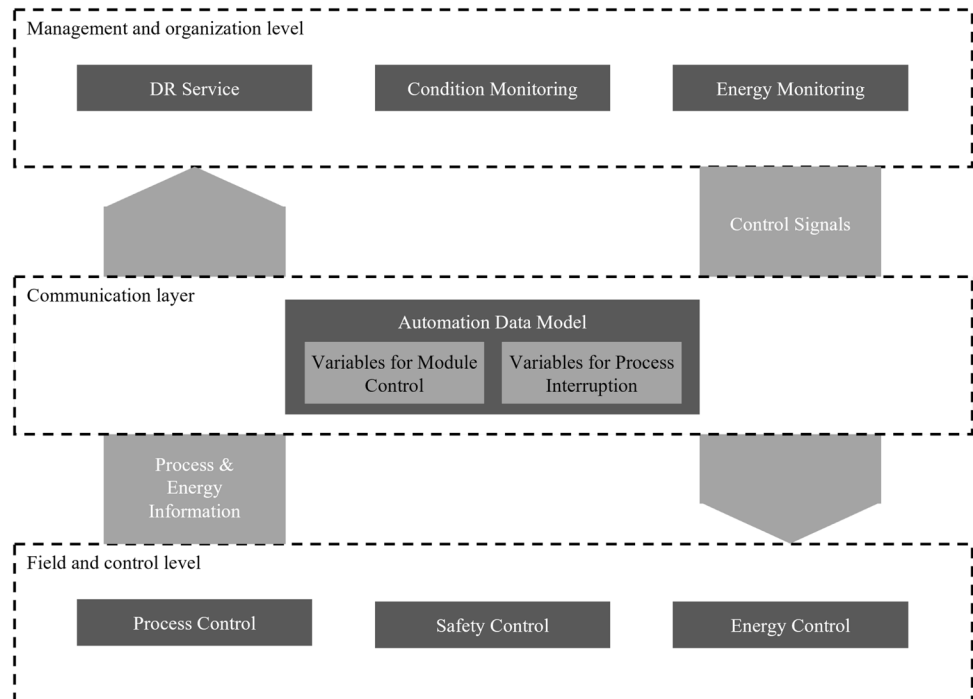 Management and organization level
DR Service
Condition Monitoring
Energy Monitoring
Control Signals
Communication layer
Automation Data Model
Variables for Module
Control
Variables for Process
Interruption
Process &
Energy
Information
Field and control level
Process Control
Safety Control
Energy Control